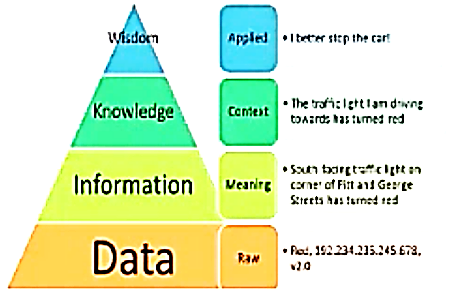 Wisdom
Applied
• I better stop the car!
Knowledge
Context
• The traffic light I am driving
towards has turned red
Information
Meaning
• South facing traffic light on
corner of Pitt and George
Streets has turned red
Data
Raw
• Red, 192.234.235.245.678,
v2.0